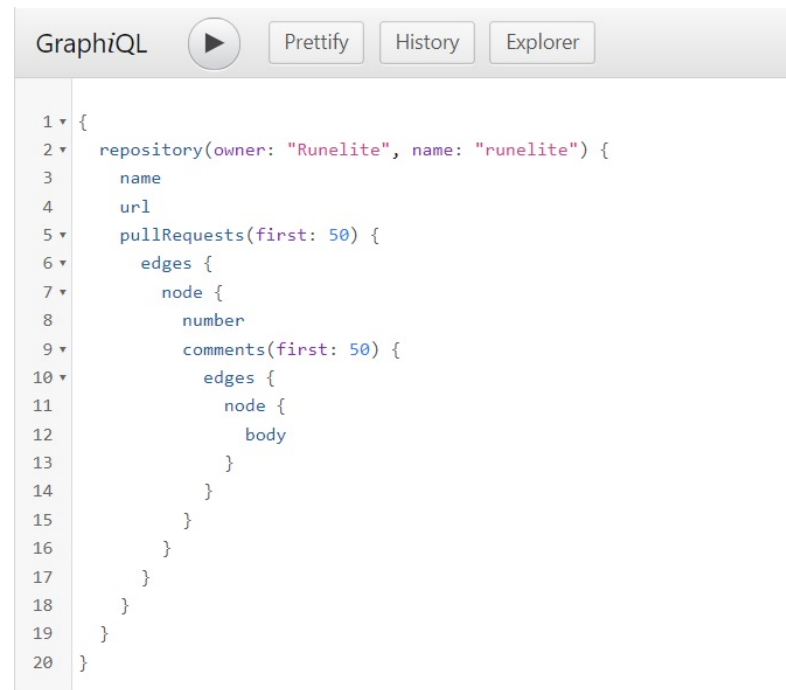 GraphiQL Prettify History Explorer
1 {
2 repository(owner: "Runelite", name: "runelite") {
3 name
4 url
5 pullRequests(first: 50) {
6 edges {
7 node {
8 number
9 comments(first: 50) {
10 edges {
11 node {
12 body
13 }
14 }
15 }
16 }
17 }
18 }
19 }
20 }